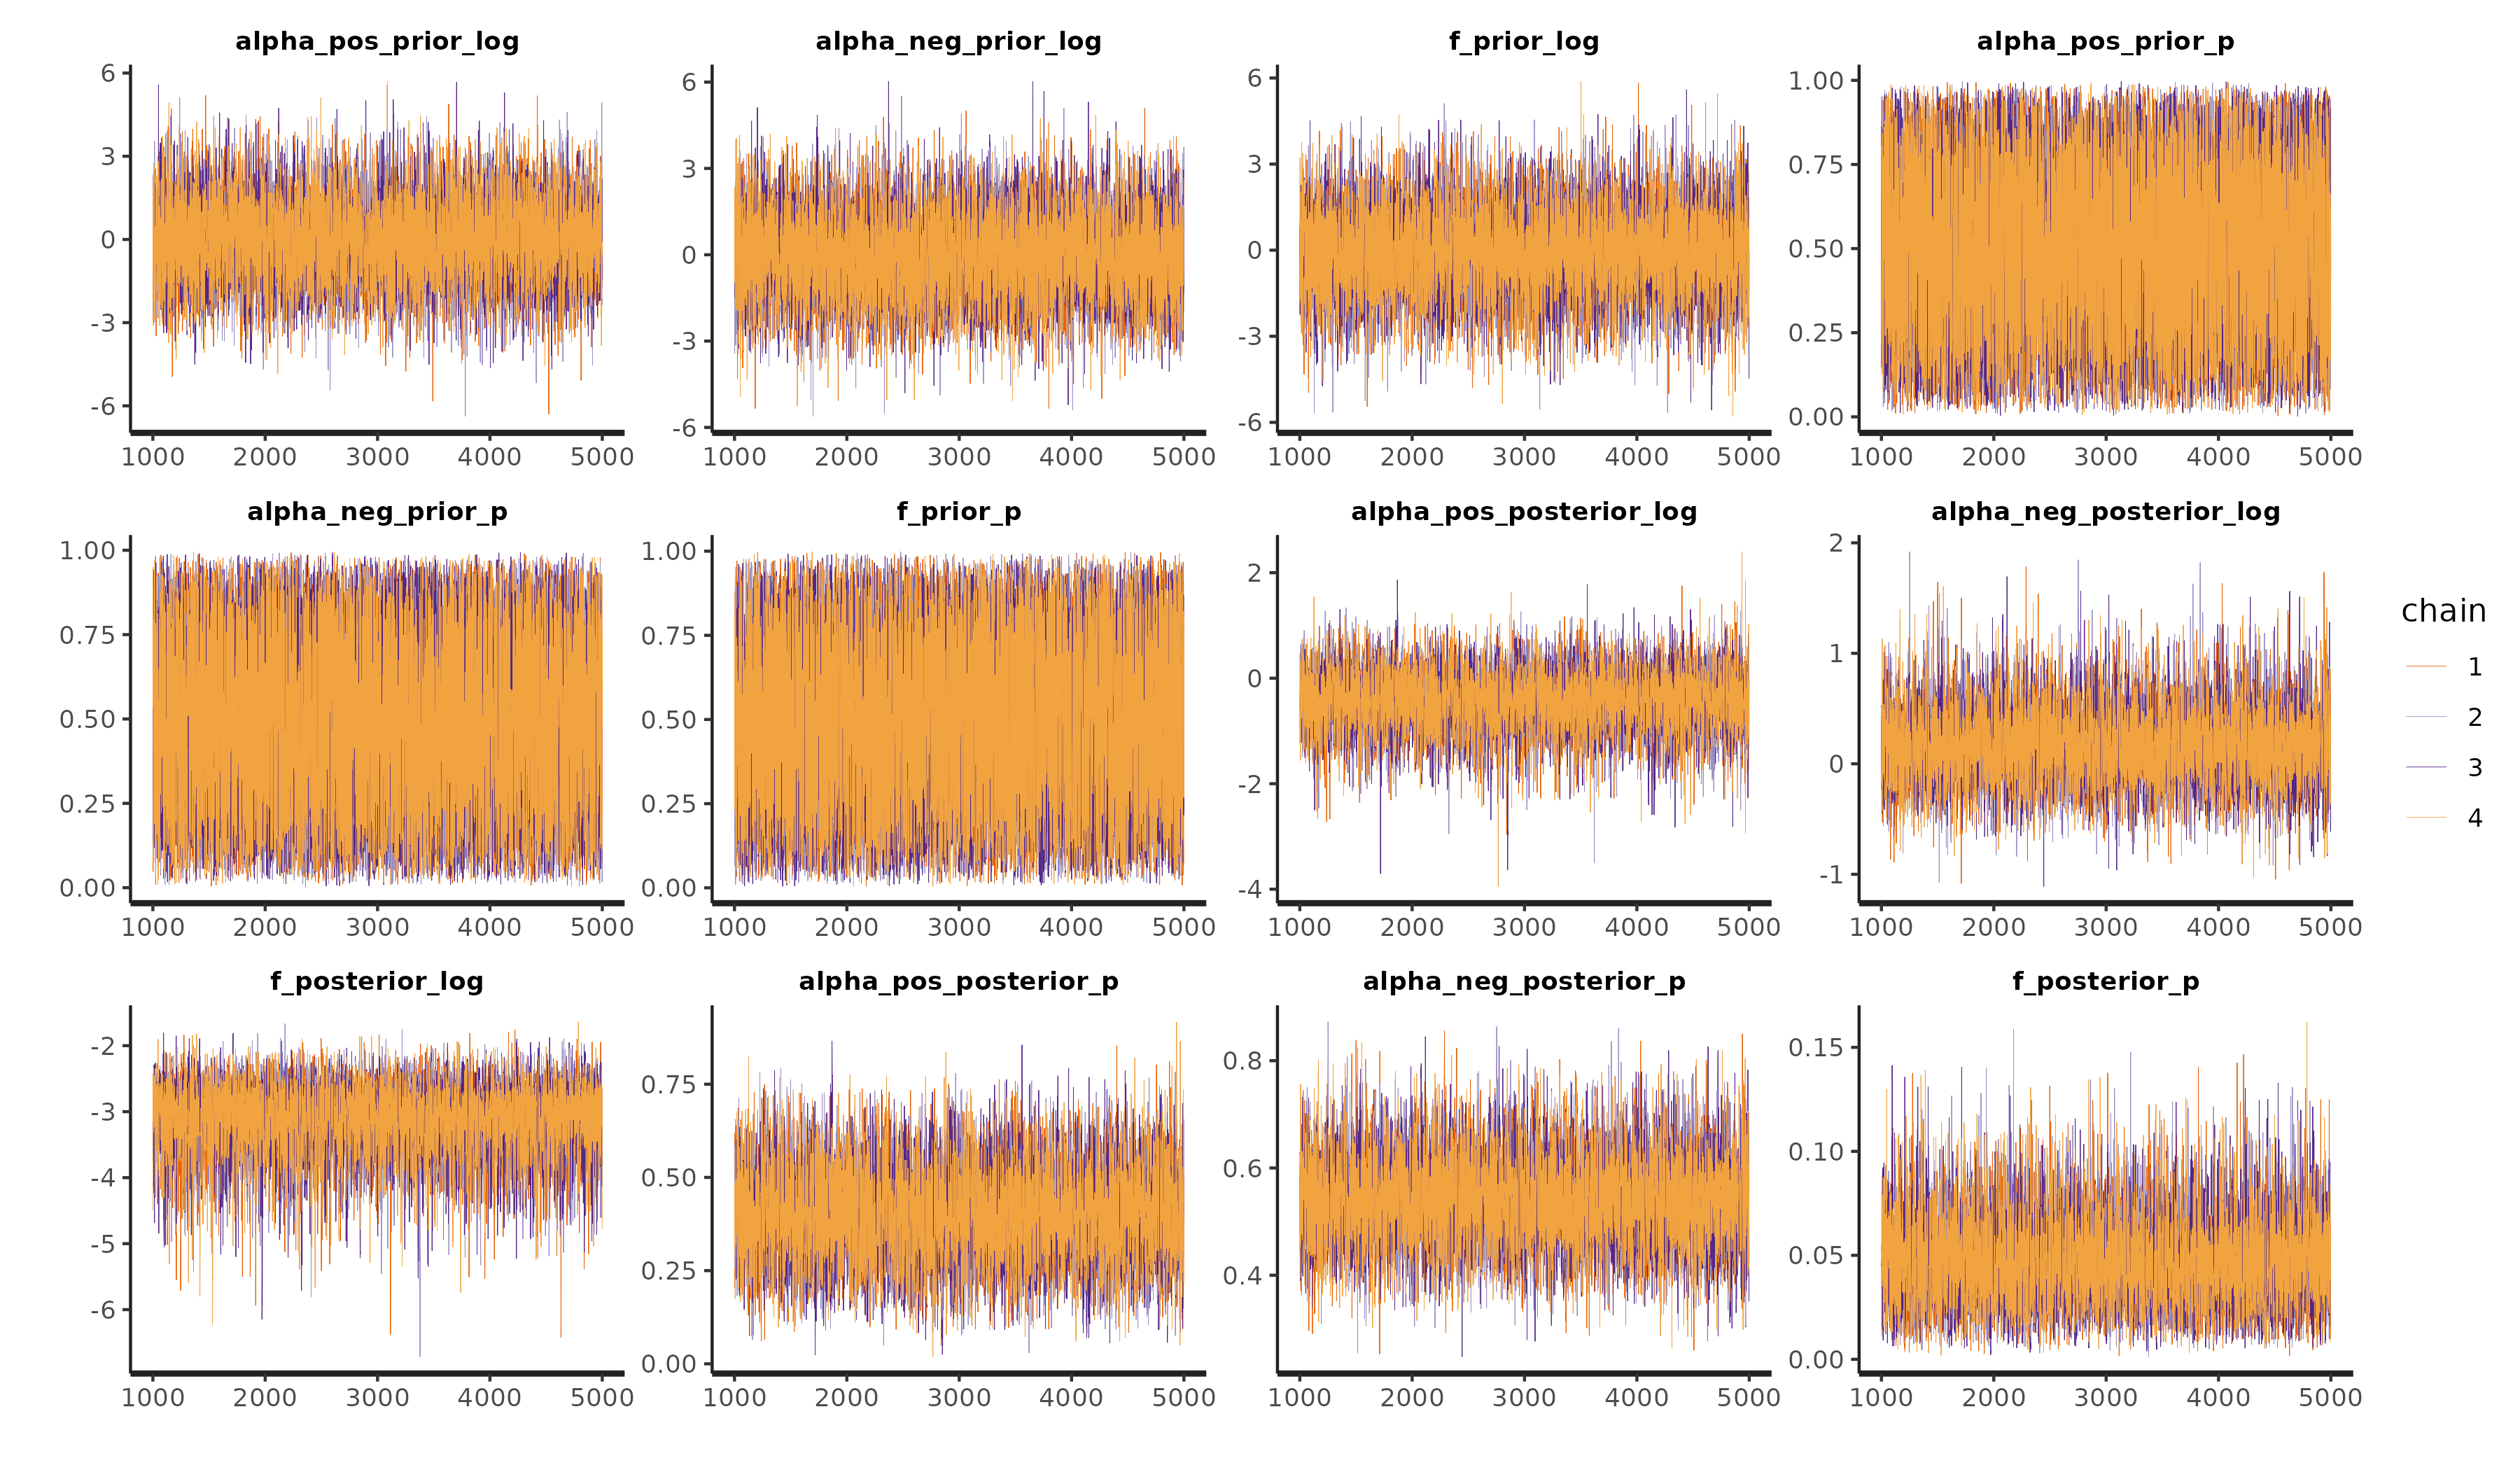 alpha_pos_prior_log alpha_neg_prior_log f_prior_log alpha_pos_prior_p
6 6 6 1.00
3 3 3 0.75
0 0 0 0.50
-3 -3 -3 0.25
-6 -6 -6 0.00
1000 2000 3000 4000 5000 1000 2000 3000 4000 5000 1000 2000 3000 4000 5000 1000 2000 3000 4000 5000
alpha_neg_prior_p f_prior_p alpha_pos_posterior_log alpha_neg_posterior_log
1.00 1.00 2 2
0.75 0.75 0 1
0.50 0.50 -2 0
0.25 0.25 -4 -1
0.00 0.00
1000 2000 3000 4000 5000 1000 2000 3000 4000 5000 1000 2000 3000 4000 5000 1000 2000 3000 4000 5000
chain
1
2
3
4
f_posterior_log alpha_pos_posterior_p alpha_neg_posterior_p f_posterior_p
-2 0.75 0.8 0.15
-3 0.50 0.6 0.10
-4 0.25 0.4 0.05
-5 0.00 0.00
-6
1000 2000 3000 4000 5000 1000 2000 3000 4000 5000 1000 2000 3000 4000 5000 1000 2000 3000 4000 5000